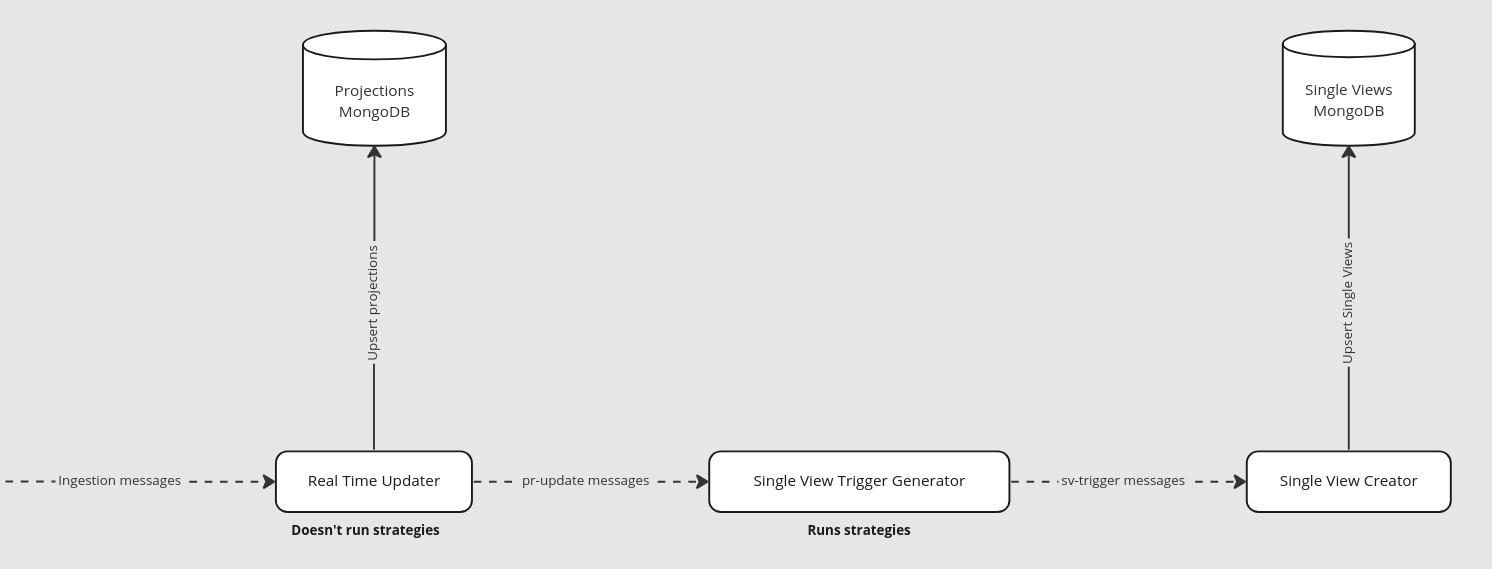 Projections
MongoDB
Single Views
MongoDB
Upsert projections
Upsert Single Views
Ingestion messages
Real Time Updater
pr-update messages
Single View Trigger Generator
sv-trigger messages
Single View Creator
Doesn't run strategies
Runs strategies